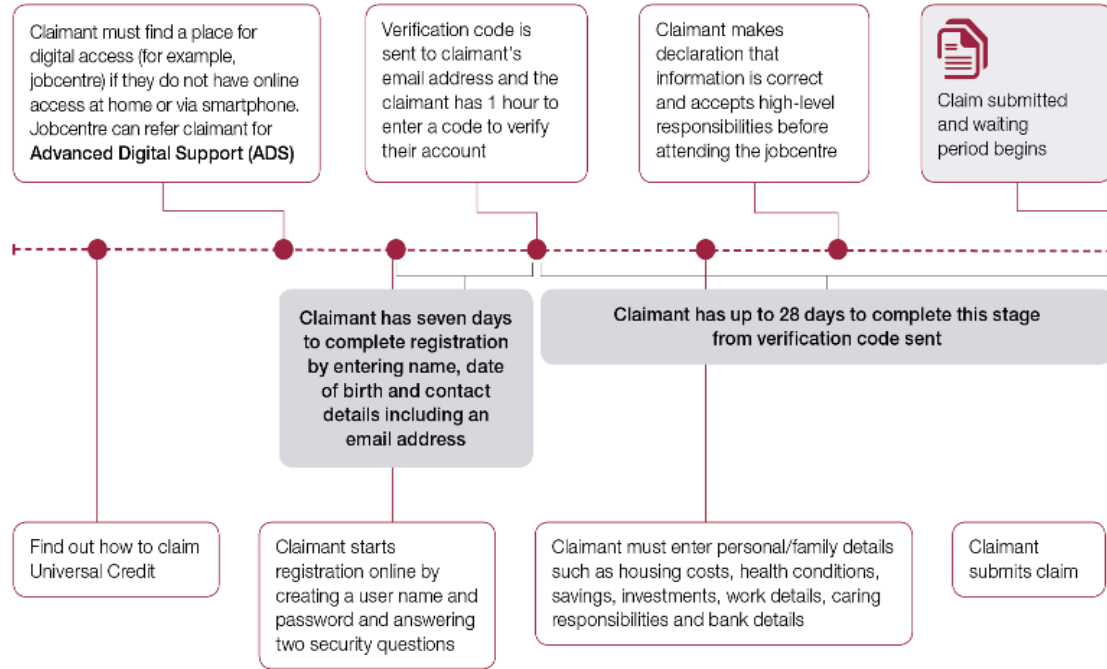 Claimant must find a place for
digital access (for example,
jobcentre) if they do not have online
access at home or via smartphone.
Jobcentre can refer claimant for
Advanced Digital Support (ADS)
Verification code is
sent to claimant's
email address and the
claimant has 1 hour to
enter a code to verify
their account
Claimant makes
declaration that
information is correct
and accepts high-level
responsibilities before
attending the jobcentre
Claim submitted
and waiting
period begins
Claimant has seven days
to complete registration
by entering name, date
of birth and contact
details including an
email address
Claimant has up to 28 days to complete this stage
from verification code sent
Find out how to claim
Universal Credit
Claimant starts
registration online by
creating a user name and
password and answering
two security questions
Claimant must enter personal/family details
such as housing costs, health conditions,
savings, investments, work details, caring
responsibilities and bank details
Claimant
submits claim